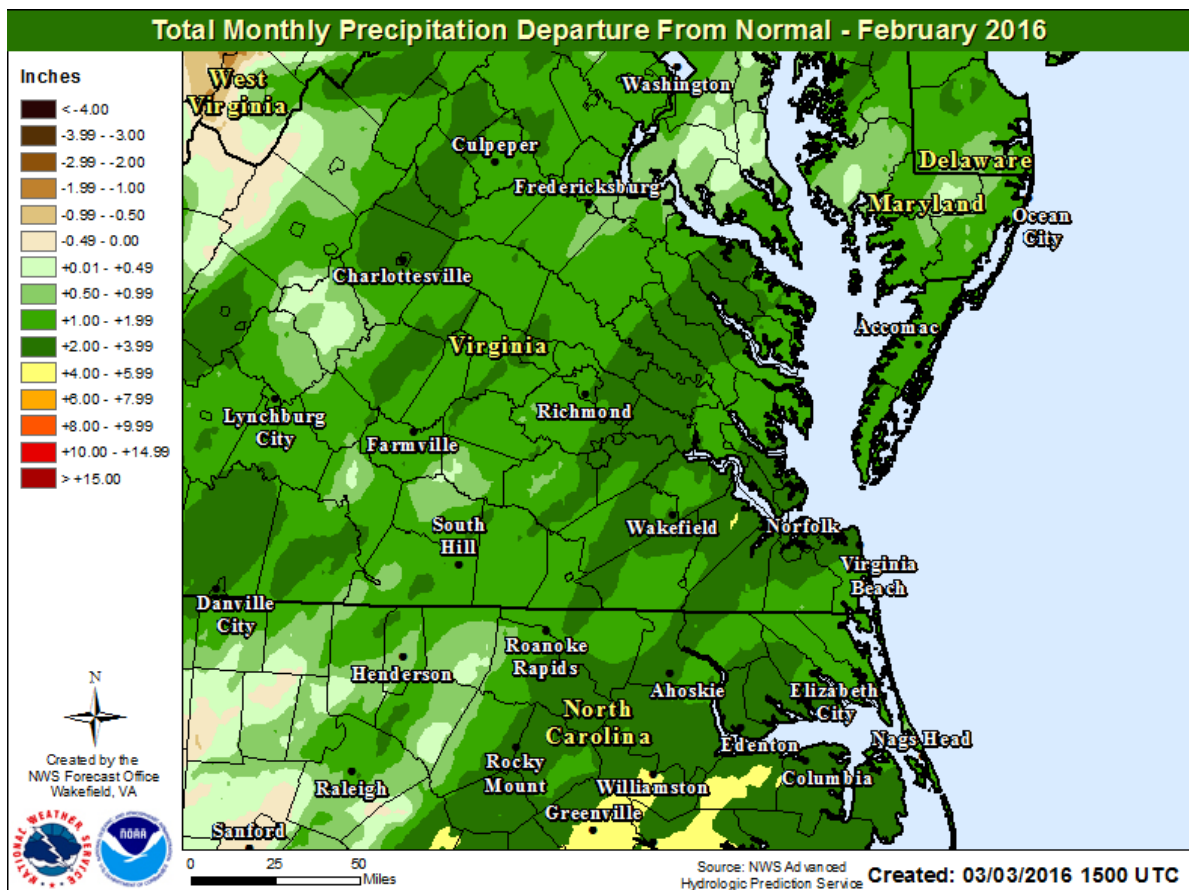 Total Monthly Precipitation Departure From Normal - February 2016
Inches
< -4.00
-3.99 - -3.00
-2.99 - -2.00
-1.99 - -1.00
-0.99 - -0.50
-0.49 - 0.00
+0.01 - +0.49
+0.50 - +0.99
+1.00 - +1.99
+2.00 - +3.99
+4.00 - +5.99
+6.00 - +7.99
+8.00 - +9.99
+10.00 - +14.99
> +15.00
West
Virginia
Washington
Culpeper
Delaware
Fredericksburg
Maryland
Ocean
City
Charlottesville
Accomac
Virginia
Lynchburg
City
Richmond
Farmville
South
Hill
Wakefield
Norfolk
Virginia
Beach
Danville
City
Roanoke
Rapids
Henderson
Ahoskie
Elizabeth
City
North
Carolina
Edenton
Nags Head
Rocky
Mount
Williamston
Columbia
Raleigh
Greenville
Sanford
N
Created by the
NWS Forecast Office
Wakefield, VA
NATIONAL WEATHER SERVICE
NOAA
0 25 50
Miles
Source: NWS Advanced
Hydrologic Prediction Service
Created: 03/03/2016 1500 UTC